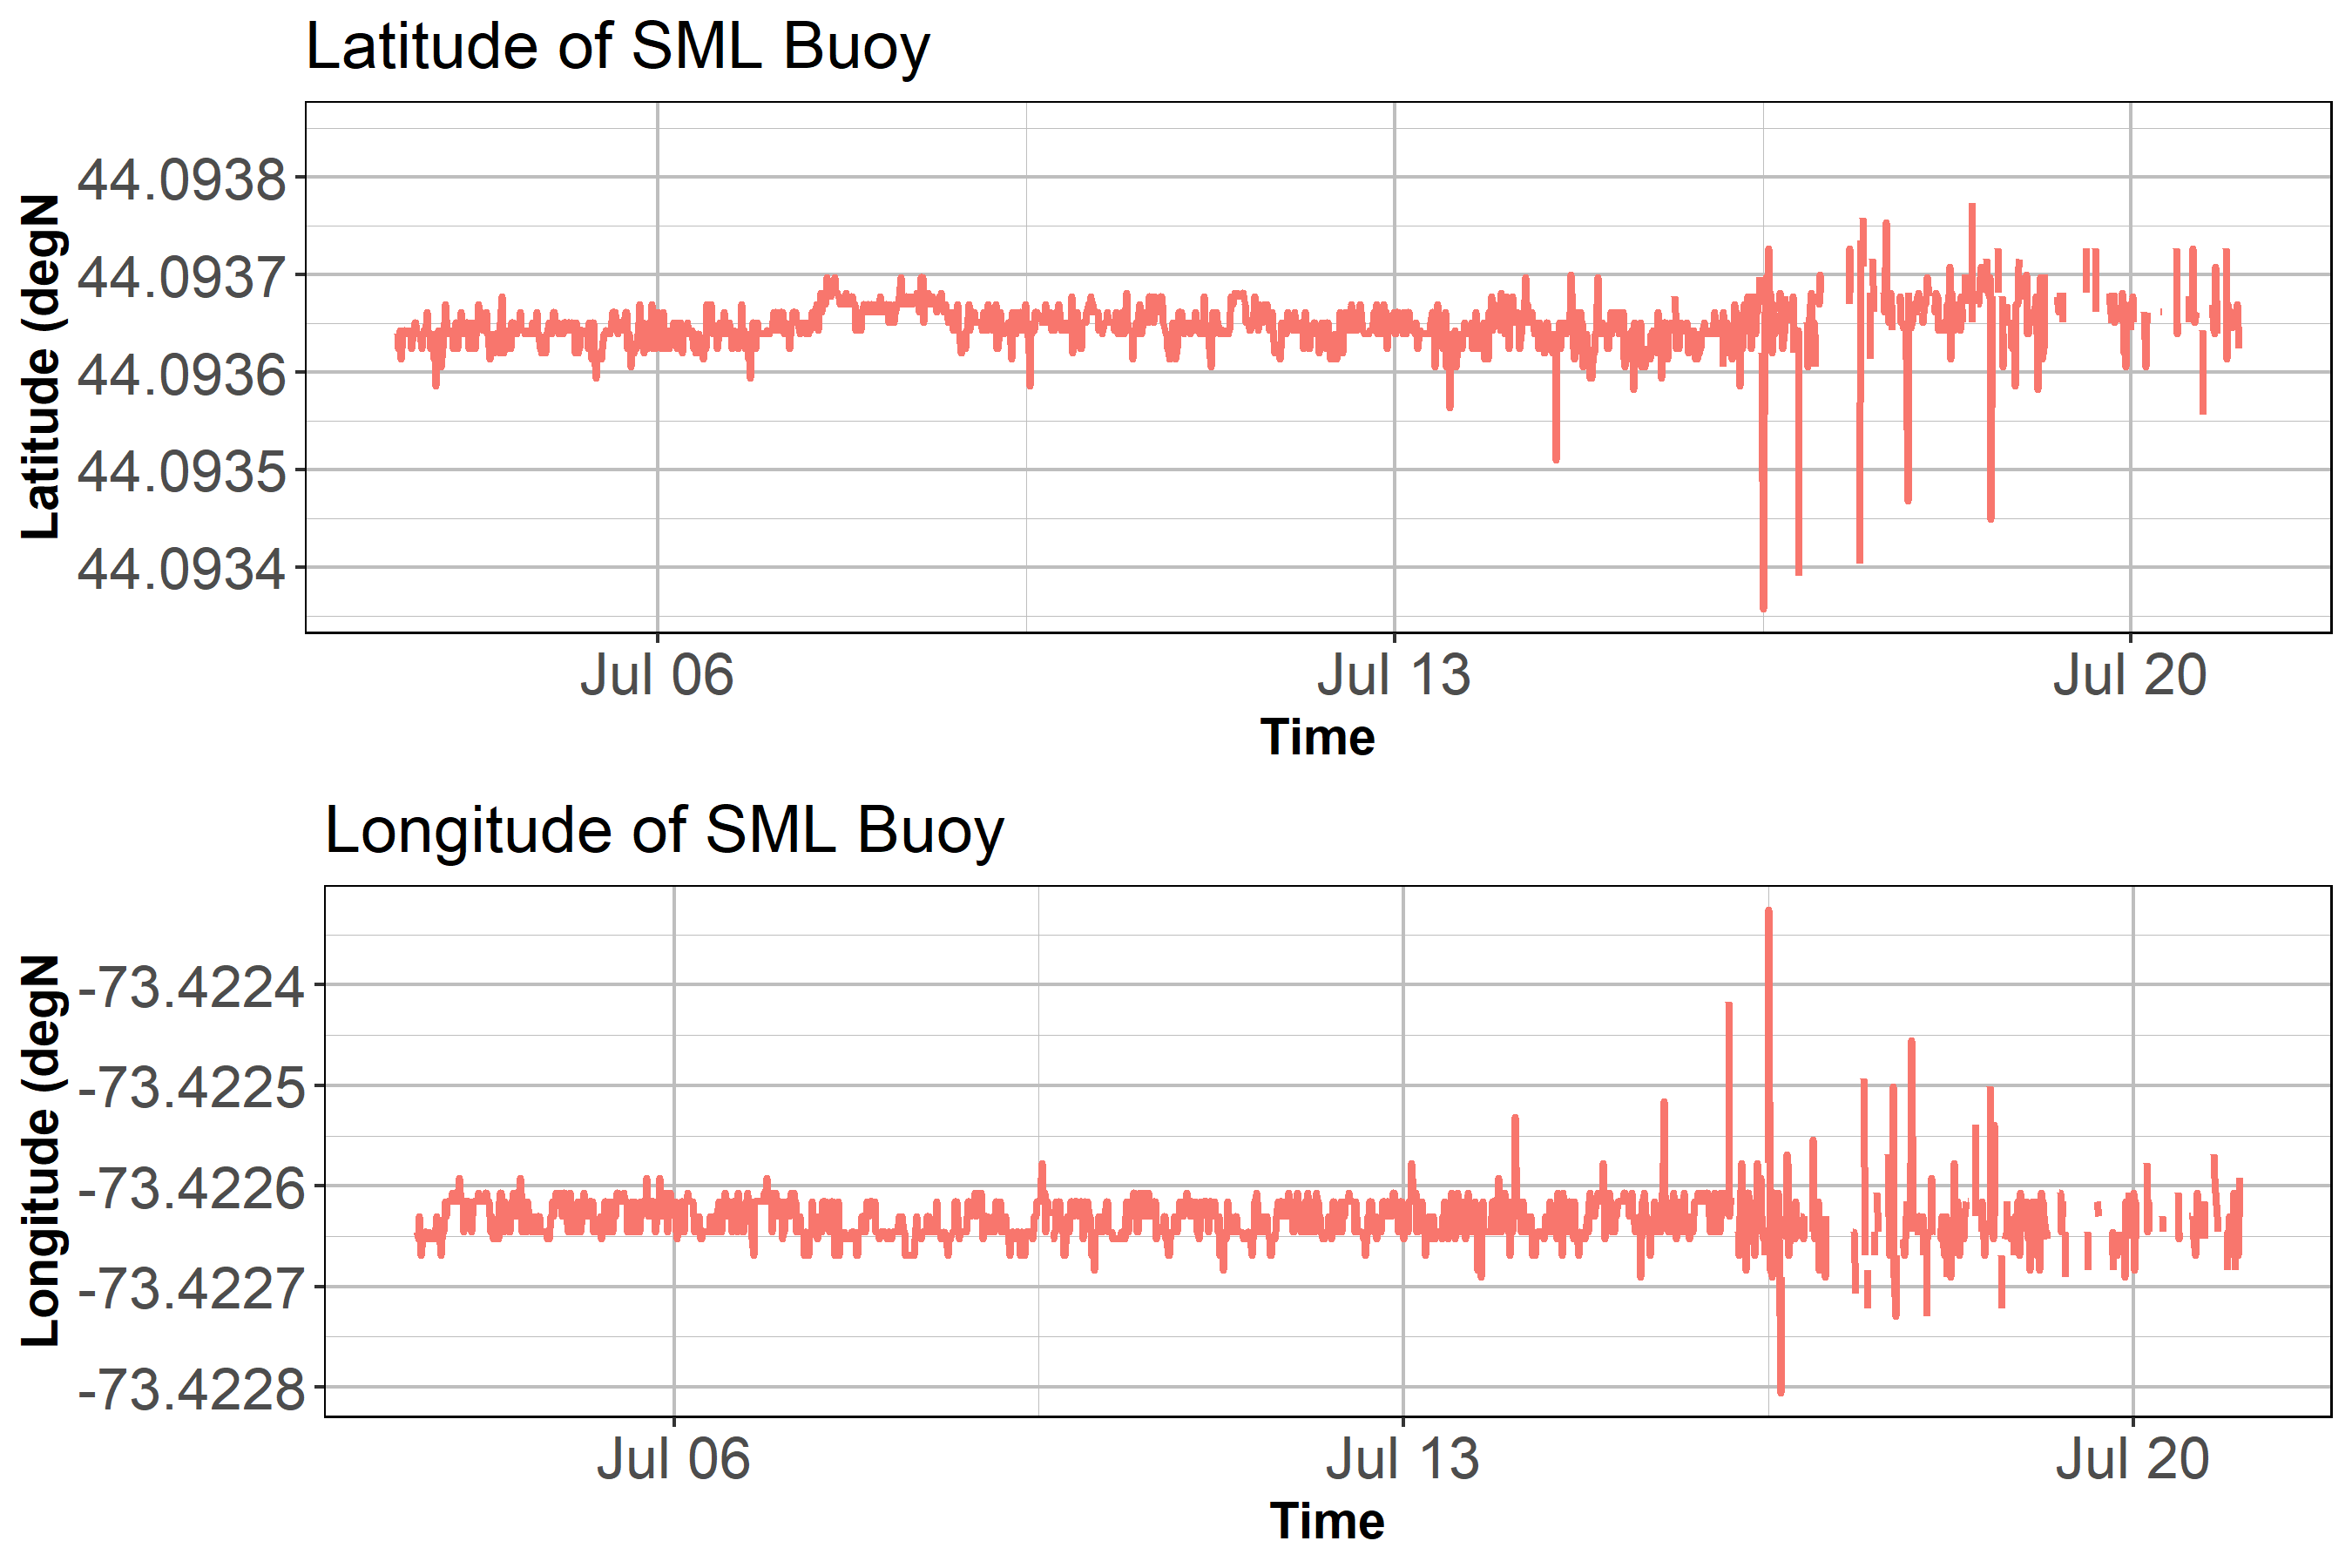 Latitude of SML Buoy
Latitude (degN
44.0938
44.0937
44.0936
44.0935
44.0934
Jul 06 Jul 13 Jul 20
Time
Longitude of SML Buoy
Longitude (degN
-73.4224
-73.4225
-73.4226
-73.4227
-73.4228
Jul 06 Jul 13 Jul 20
Time